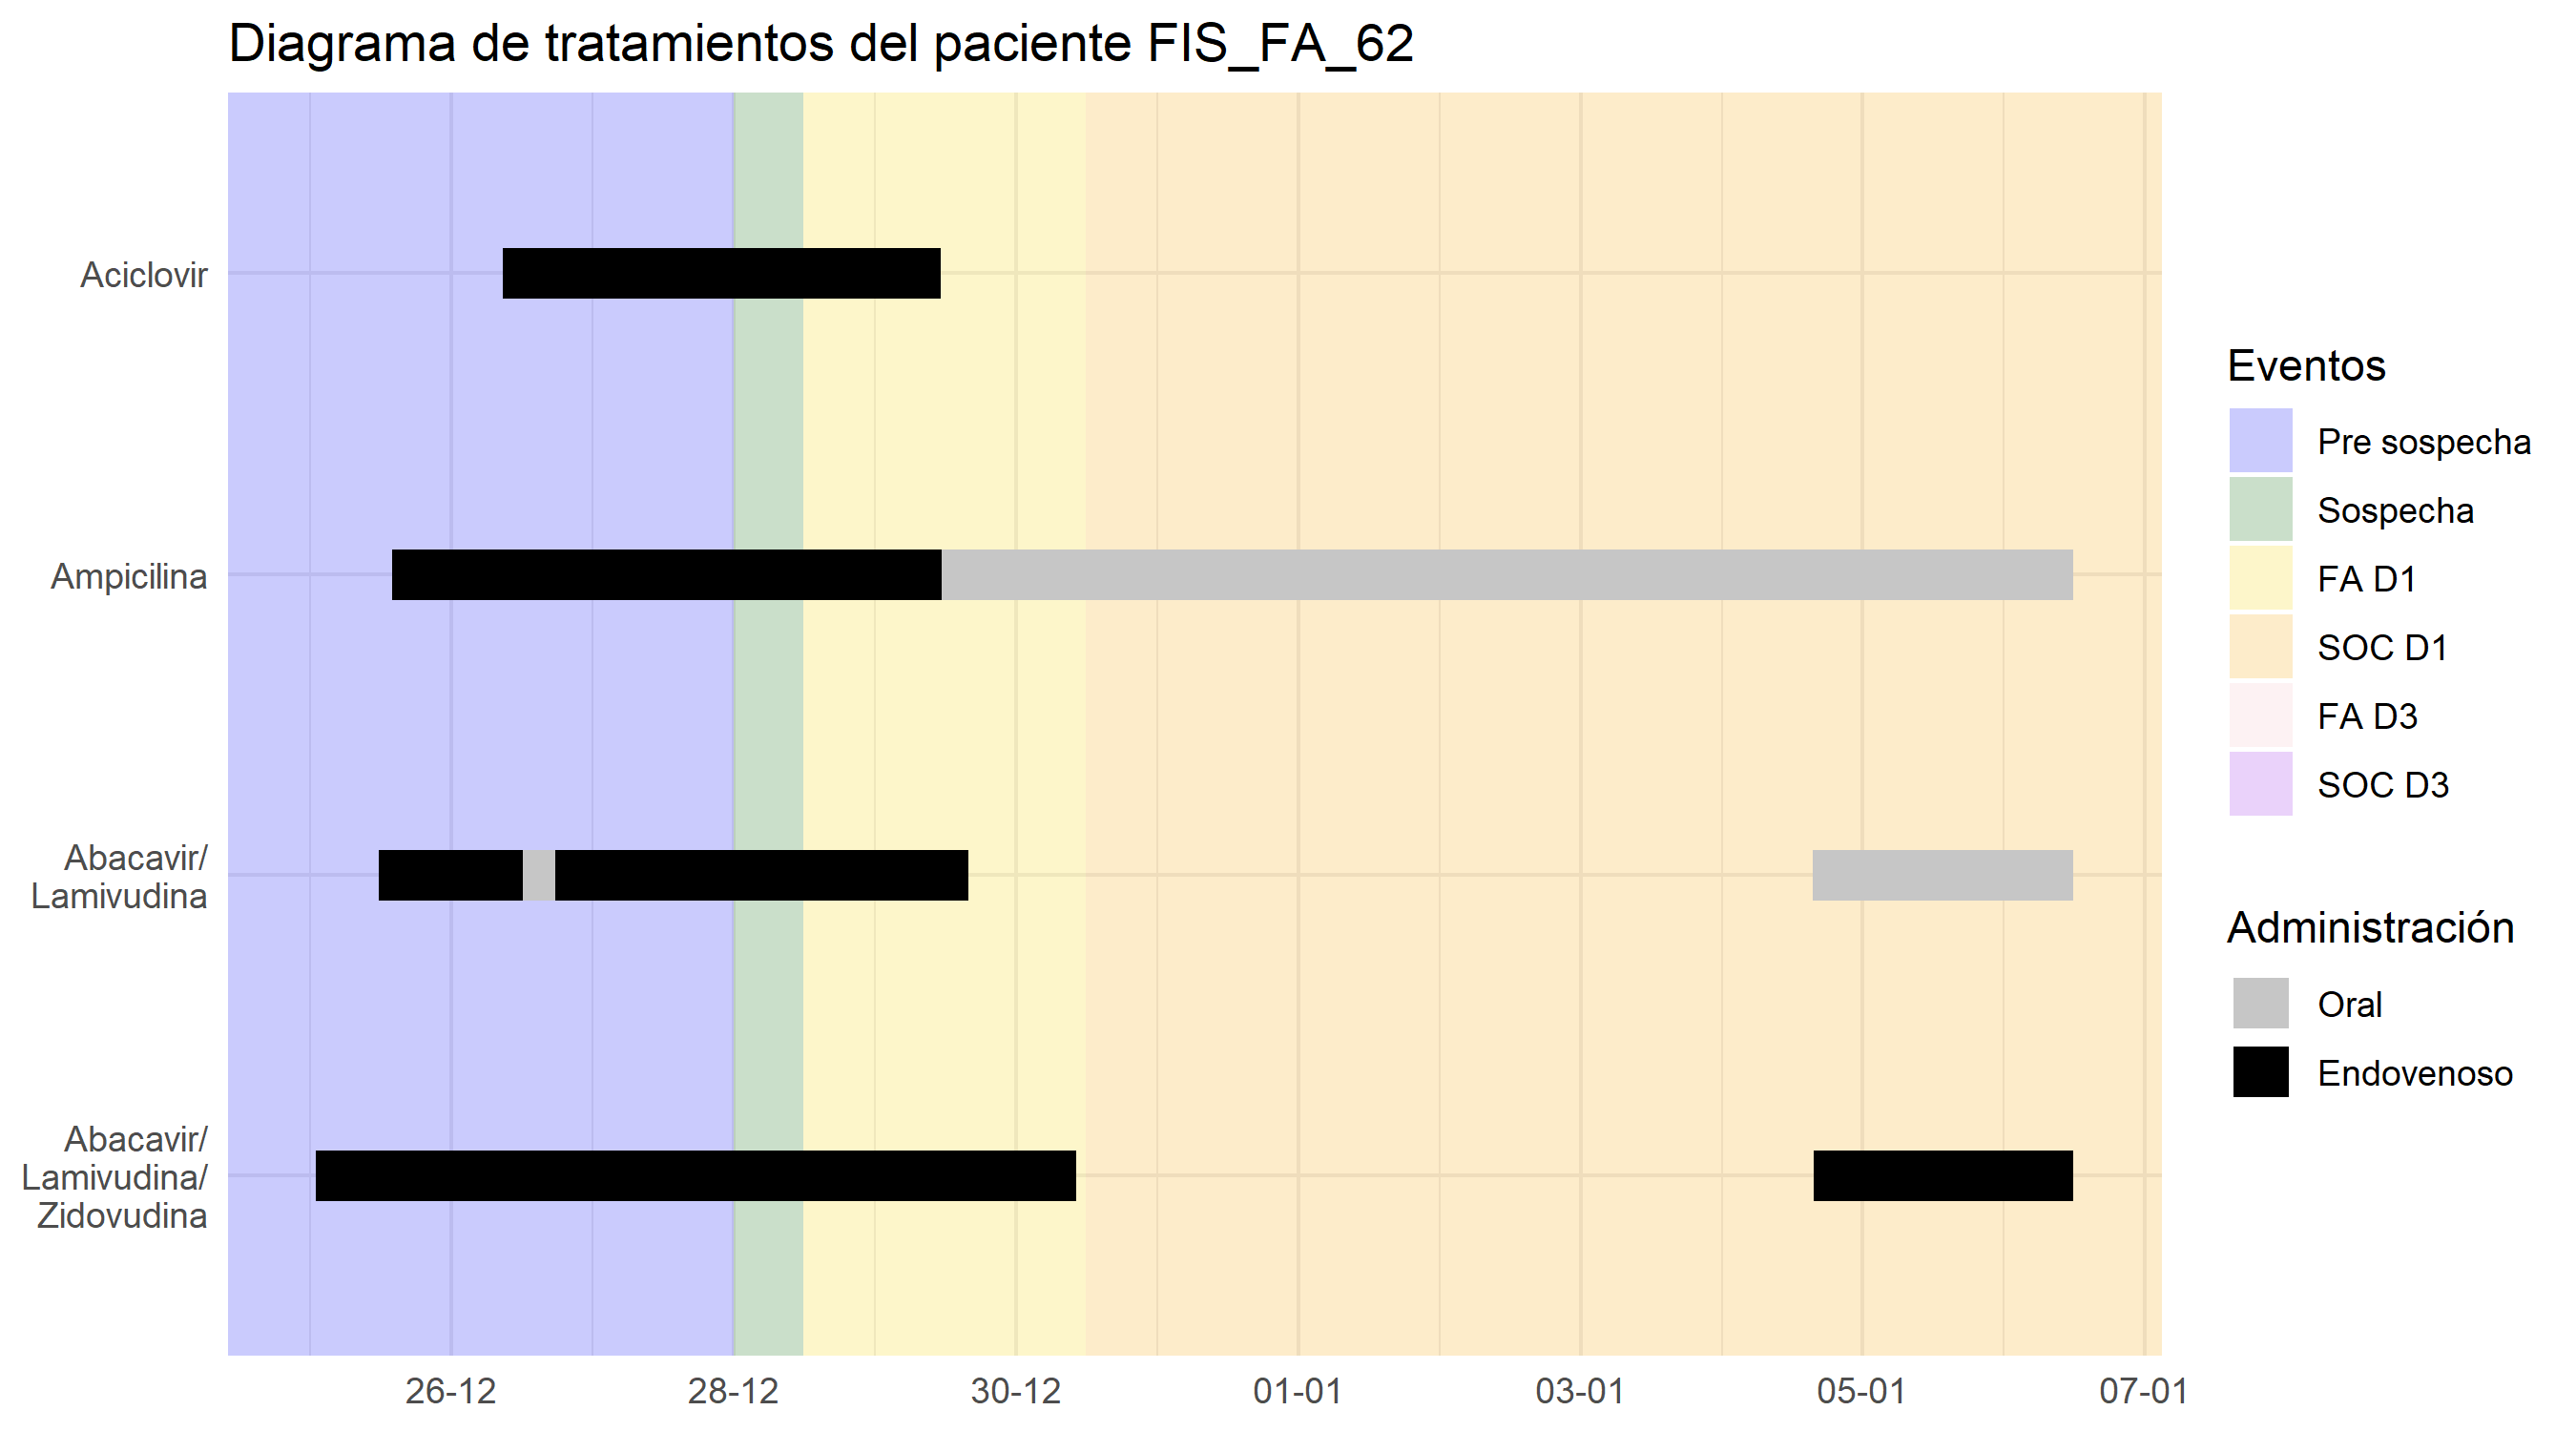 Diagrama de tratamientos del paciente FIS_FA_62
Aciclovir
Ampicilina
Abacavir/
Lamivudina
Abacavir/
Lamivudina/
Zidovudina
26-12
28-12
30-12
01-01
03-01
05-01
07-01
Eventos
Pre sospecha
Sospecha
FA D1
SOC D1
FA D3
SOC D3
Administración
Oral
Endovenoso